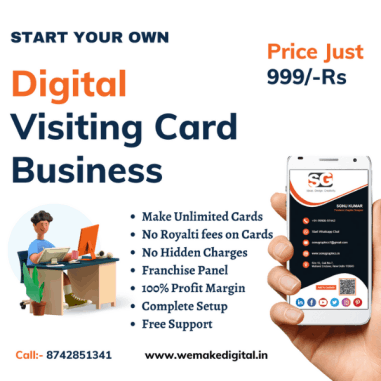 START YOUR OWN
Price Just
999/-Rs
Digital
Visiting Card
Business
Make Unlimited Cards
No Royalti fees on Cards
No Hidden Charges
Franchise Panel
100% Profit Margin
Complete Setup
Free Support
SG
SONU KUMAR
Call:- 8742851341
www.wemakedigital.in